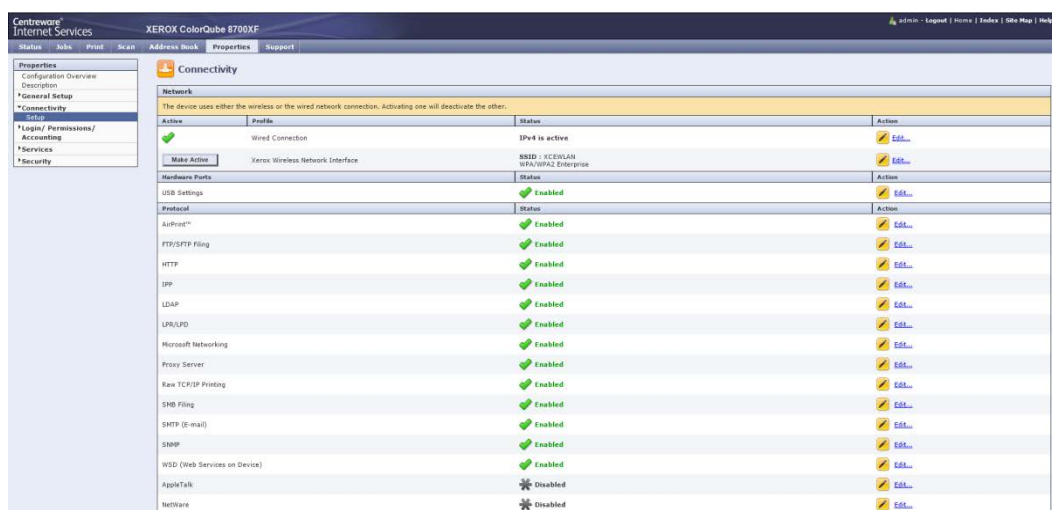 Centreware®
Internet Services
XEROX ColorQube 8700XF
admin - Logout | Home | Index | Site Map | Help
Status Jobs Print Scan Address Book Properties Support
Properties
Configuration Overview
Description
General Setup
Connectivity
Setup
Login/ Permissions/
Accounting
Services
Security
Connectivity
Network
The device uses either the wireless or the wired network connection. Activating one will deactivate the other.
Active Profile Status Action
Wired Connection IPv4 is active Edit...
Make Active Xerox Wireless Network Interface SSID : XCEWLAN Edit...
WPA/WPA2 Enterprise
Hardware Ports Status Action
USB Settings Enabled Edit...
Protocol Status Action
AirPrint™ Enabled Edit...
FTP/SFTP Filing Enabled Edit...
HTTP Enabled Edit...
IPP Enabled Edit...
LDAP Enabled Edit...
LPR/LPD Enabled Edit...
Microsoft Networking Enabled Edit...
Proxy Server Enabled Edit...
Raw TCP/IP Printing Enabled Edit...
SMB Filing Enabled Edit...
SMTP (E-mail) Enabled Edit...
SNMP Enabled Edit...
WSD (Web Services on Device) Enabled Edit...
AppleTalk Disabled Edit...
NetWare Disabled Edit...